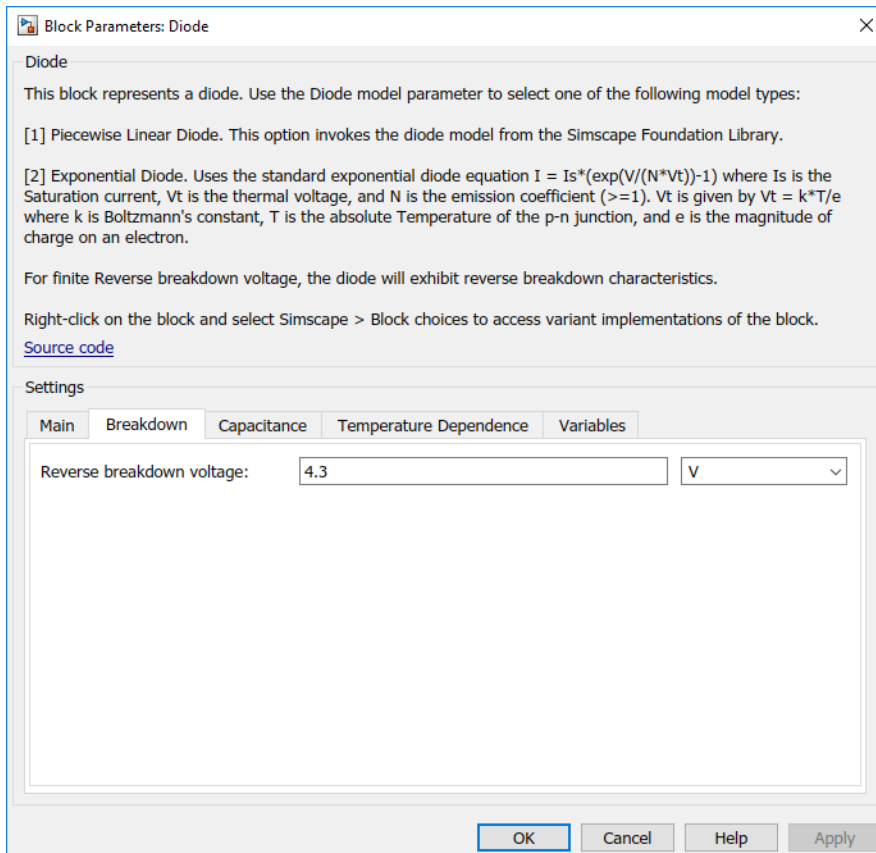 Block Parameters: Diode
Diode
This block represents a diode. Use the Diode model parameter to select one of the following model types:
[1] Piecewise Linear Diode. This option invokes the diode model from the Simscape Foundation Library.
[2] Exponential Diode. Uses the standard exponential diode equation I = Is*(exp(V/(N*Vt))-1) where Is is the
Saturation current, Vt is the thermal voltage, and N is the emission coefficient (>=1). Vt is given by Vt = k*T/e
where k is Boltzmann's constant, T is the absolute Temperature of the p-n junction, and e is the magnitude of
charge on an electron.
For finite Reverse breakdown voltage, the diode will exhibit reverse breakdown characteristics.
Right-click on the block and select Simscape > Block choices to access variant implementations of the block.
Source code
Settings
Main Breakdown Capacitance Temperature Dependence Variables
Reverse breakdown voltage: 4.3 V
OK Cancel Help Apply